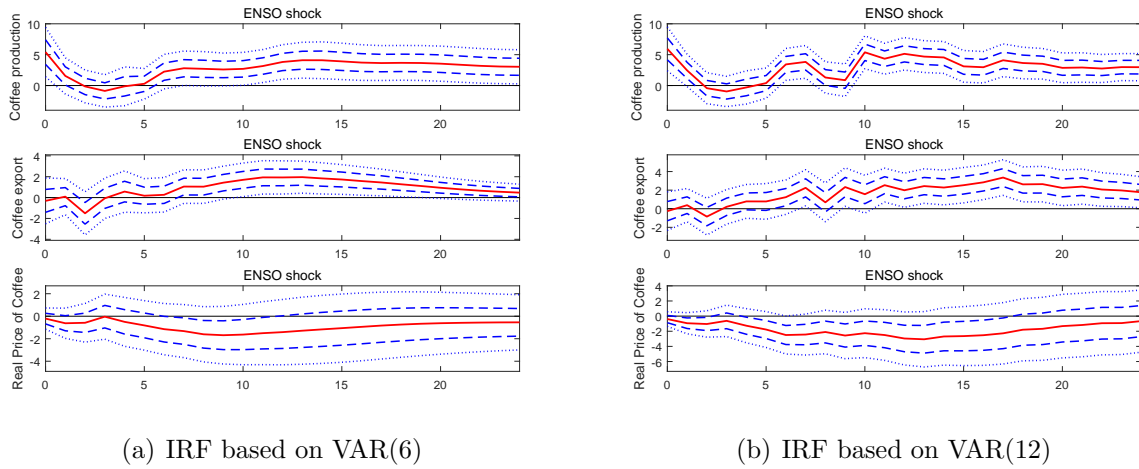 ENSO shock
Coffee production
10
5
0
0 5 10 15 20
ENSO shock
Coffee export
4
2
0
-2
-4
0 5 10 15 20
ENSO shock
Real Price of Coffee
2
0
-2
-4
0 5 10 15 20
(a) IRF based on VAR(6)
ENSO shock
Coffee production
10
5
0
0 5 10 15 20
ENSO shock
Coffee export
4
2
0
-2
0 5 10 15 20
ENSO shock
Real Price of Coffee
4
2
0
-2
-4
-6
0 5 10 15 20
(b) IRF based on VAR(12)